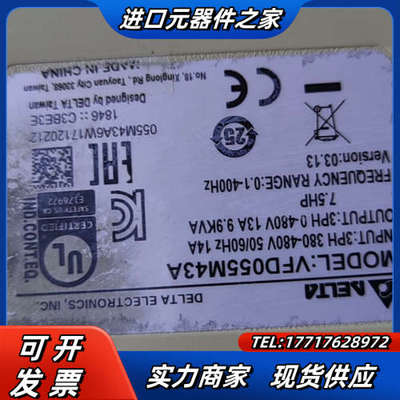 进口元器件之家
DELTA
DELTA ELECTRONICS, INC.
MODEL:VFD055M43A
INPUT:3PH 380-480V 50/60Hz 14A
OUTPUT:3PH 0-480V 13A 9.9KVA
7.5HP
FREQUENCY RANGE:0.1-400Hz
Version:03.13
25
UL
IND.CONT.EQ.
055M43A6W17120212
1846 :: C3BE3E
Designed by DELTA Taiwan
No.18, Xinglong Rd., Taoyuan City 33068, Taiwan
MADE IN CHINA
可开发票
TEL:17717628972
实力商家 现货供应